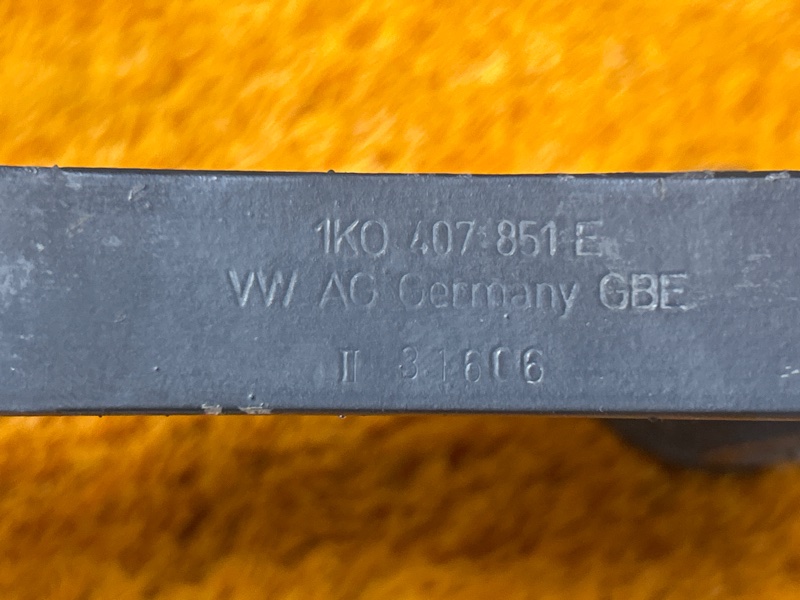 1K0 407 851 E
VW AG Germany GBE
II 31606